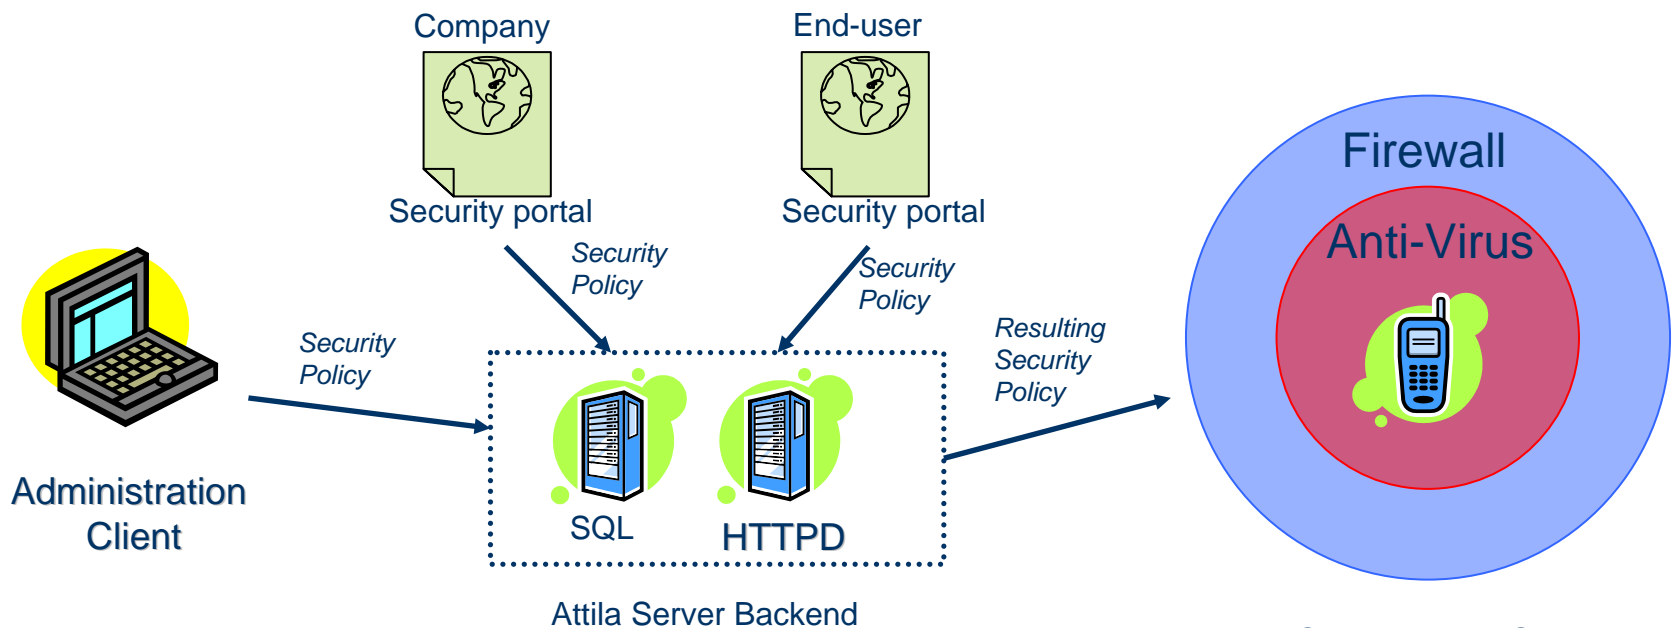 Company
Security portal
End-user
Security portal
Security
Policy
Security
Policy
Security
Policy
Administration
Client
SQL
HTTPD
Attila Server Backend
Resulting
Security
Policy
Firewall
Anti-Virus